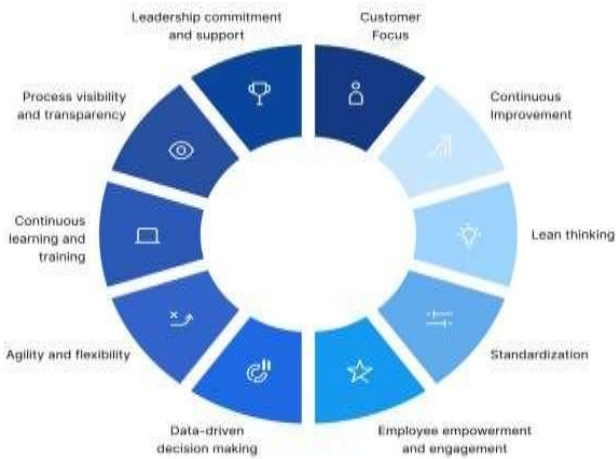 Leadership commitment
and support
Customer
Focus
Process visibility
and transparency
Continuous
Improvement
Continuous
learning and
training
Lean thinking
Agility and flexibility
Standardization
Data-driven
decision making
Employee empowerment
and engagement